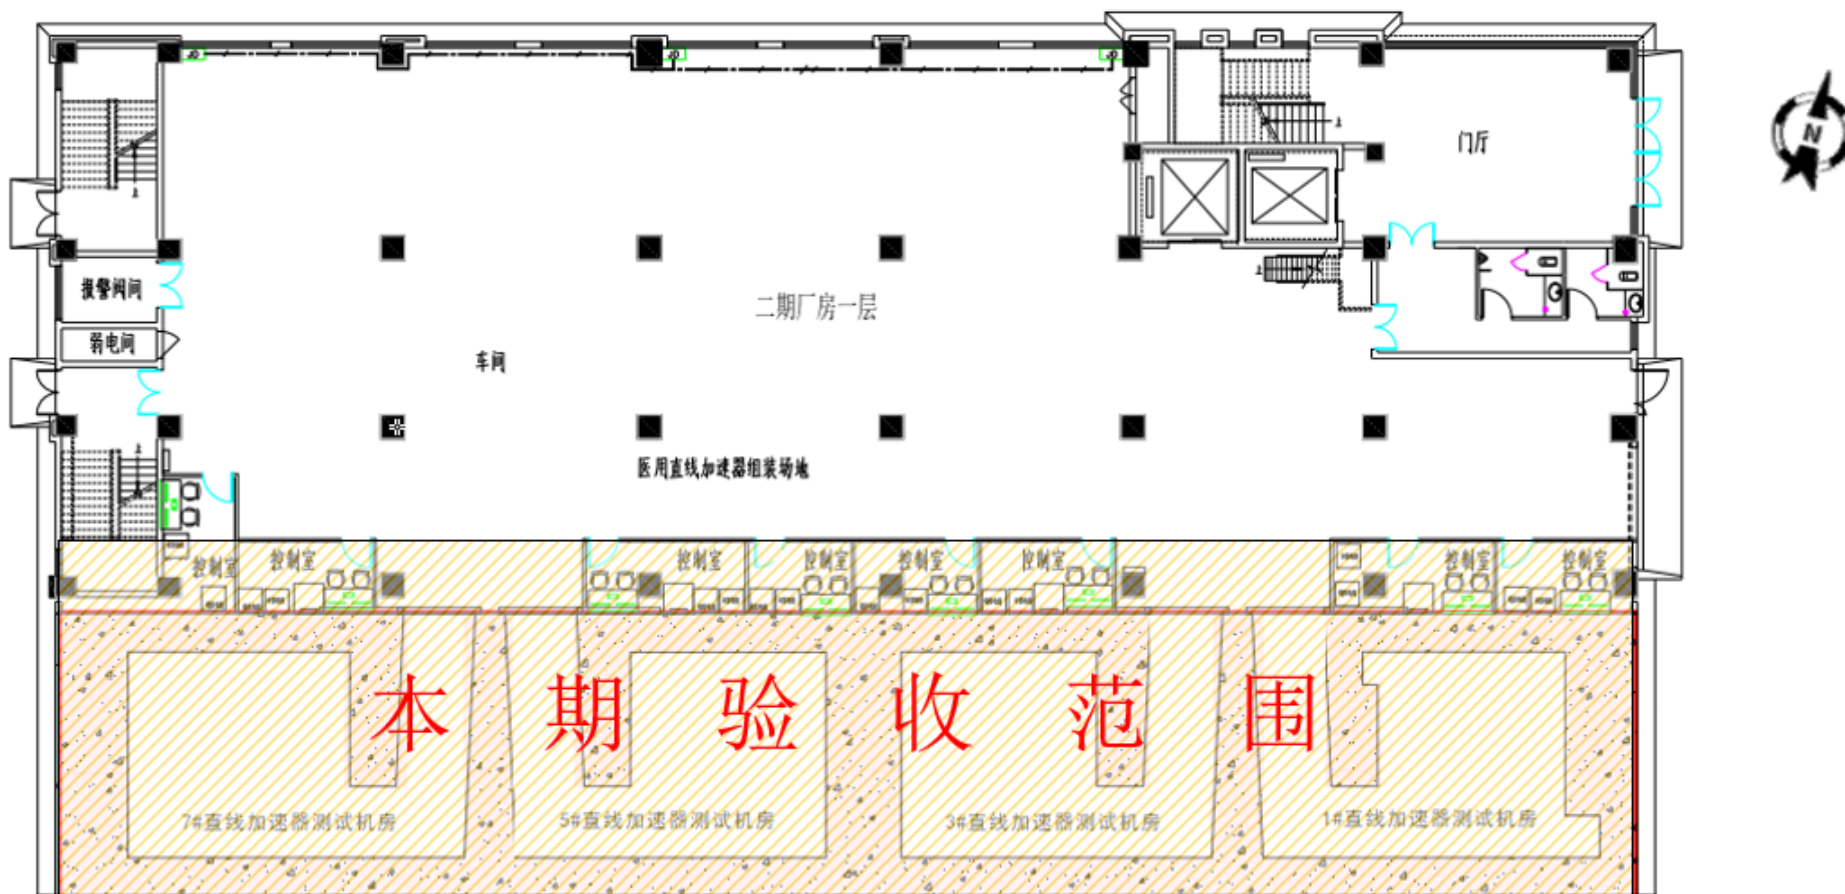 门厅
N
报警阀间
二期厂房一层
弱电间
车间
医用直线加速器组装场地
控制室
控制室
控制室
控制室
控制室
控制室
控制室
控制室
本期验收范围
7#直线加速器测试机房
5#直线加速器测试机房
3#直线加速器测试机房
1#直线加速器测试机房
上
上
上
上